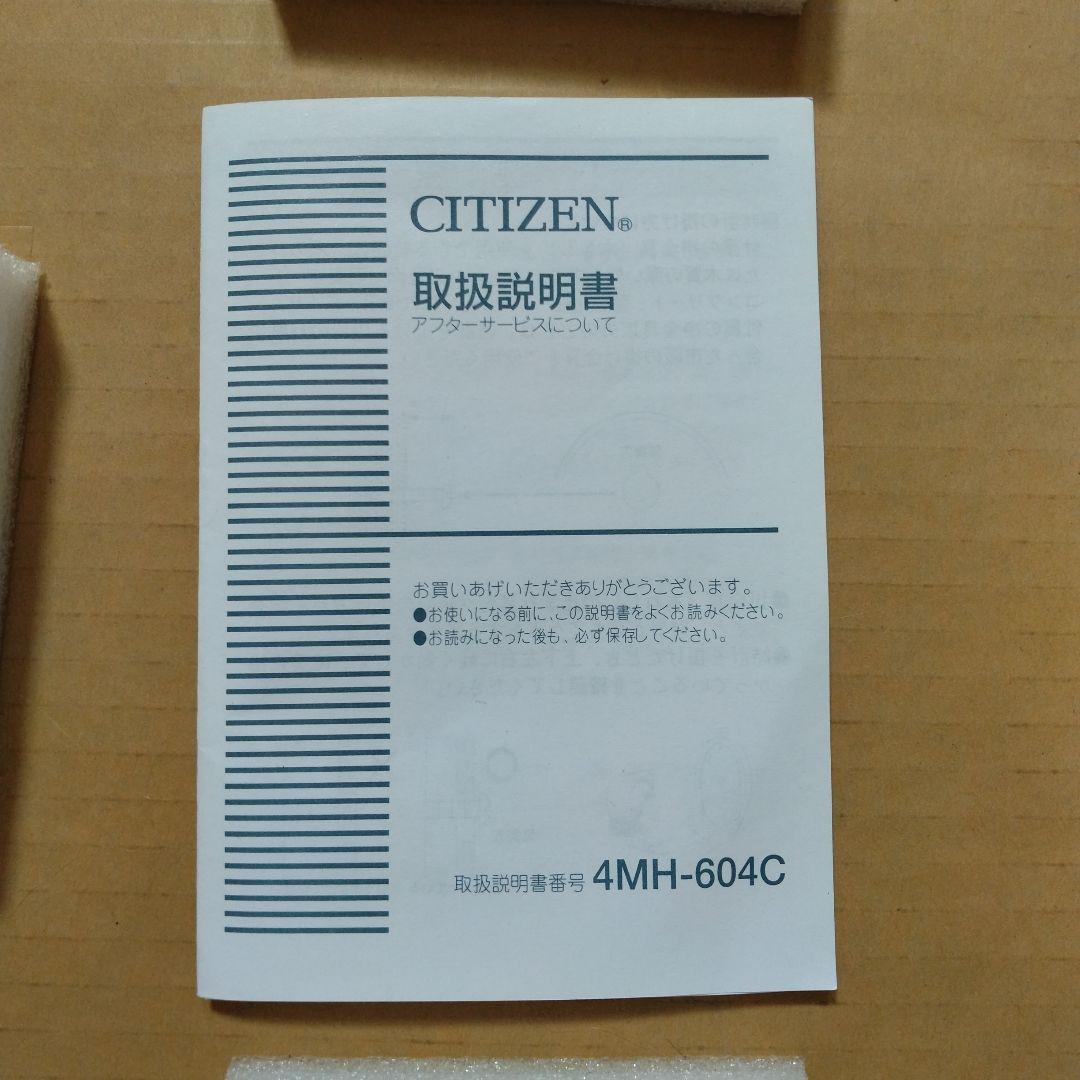 CITIZEN®
取扱説明書
アフターサービスについて
お買いあげいただきありがとうございます。
●お使いになる前に、この説明書をよくお読みください。
●お読みになった後も、必ず保存してください。
取扱説明書番号 4MH-604C